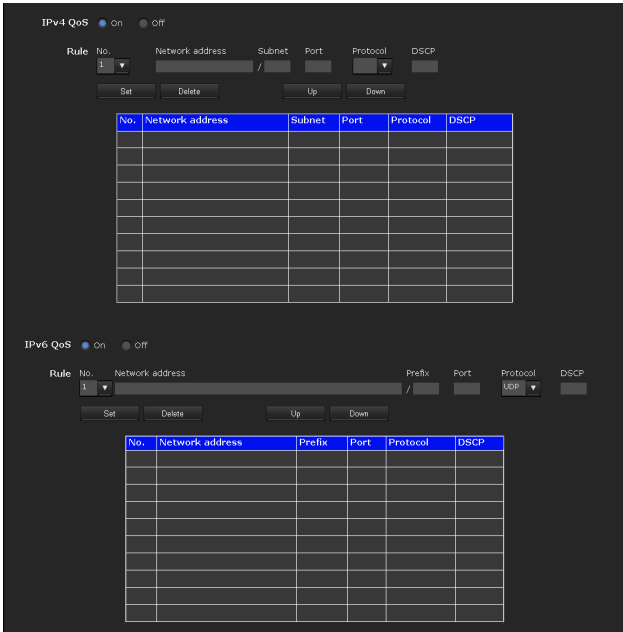 IPv4 QoS On Off
Rule No. Network address Subnet Port Protocol DSCP
1 /
Set Delete Up Down
No. Network address Subnet Port Protocol DSCP
IPv6 QoS On Off
Rule No. Network address Prefix Port Protocol DSCP
1 / UDP
Set Delete Up Down
No. Network address Prefix Port Protocol DSCP